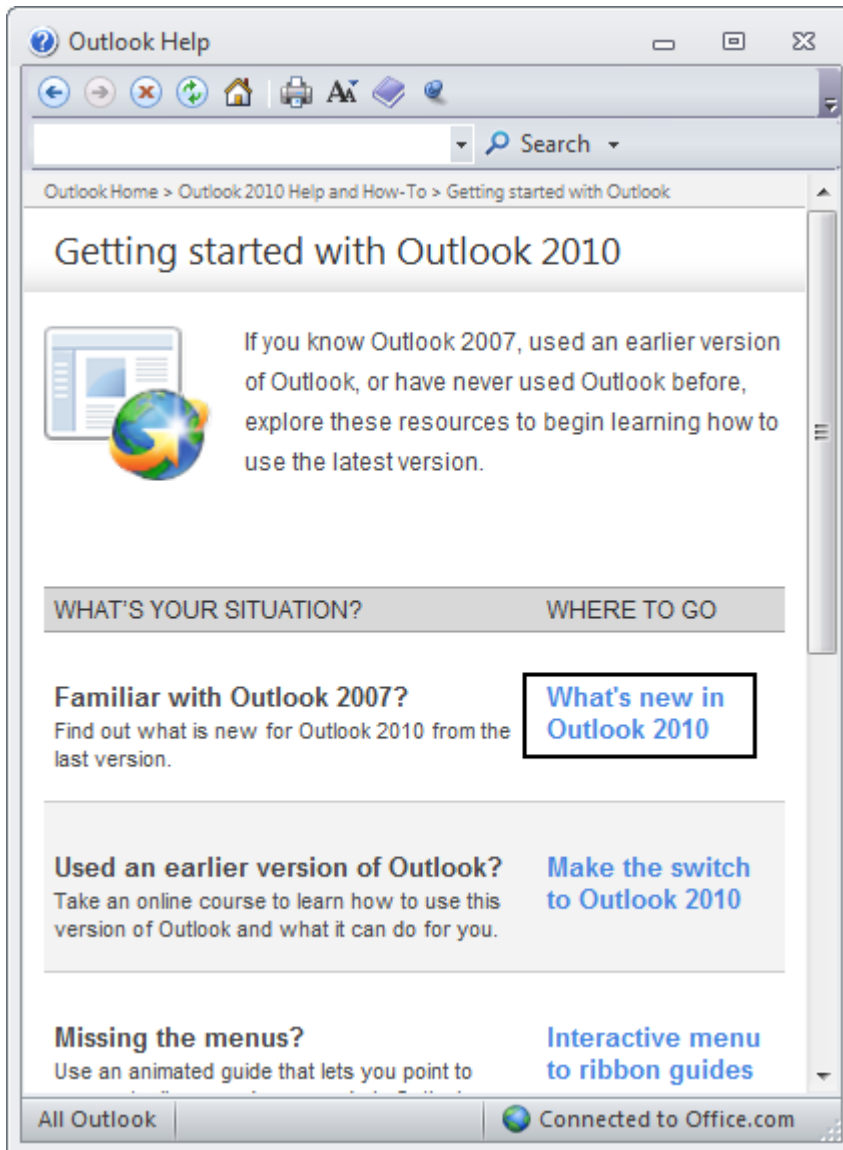 Outlook Help
Search
Outlook Home > Outlook 2010 Help and How-To > Getting started with Outlook
Getting started with Outlook 2010
If you know Outlook 2007, used an earlier version
of Outlook, or have never used Outlook before,
explore these resources to begin learning how to
use the latest version.
WHAT'S YOUR SITUATION? WHERE TO GO
Familiar with Outlook 2007?
Find out what is new for Outlook 2010 from the
last version.
What's new in
Outlook 2010
Used an earlier version of Outlook?
Take an online course to learn how to use this
version of Outlook and what it can do for you.
Make the switch
to Outlook 2010
Missing the menus?
Use an animated guide that lets you point to
Interactive menu
to ribbon guides
All Outlook
Connected to Office.com